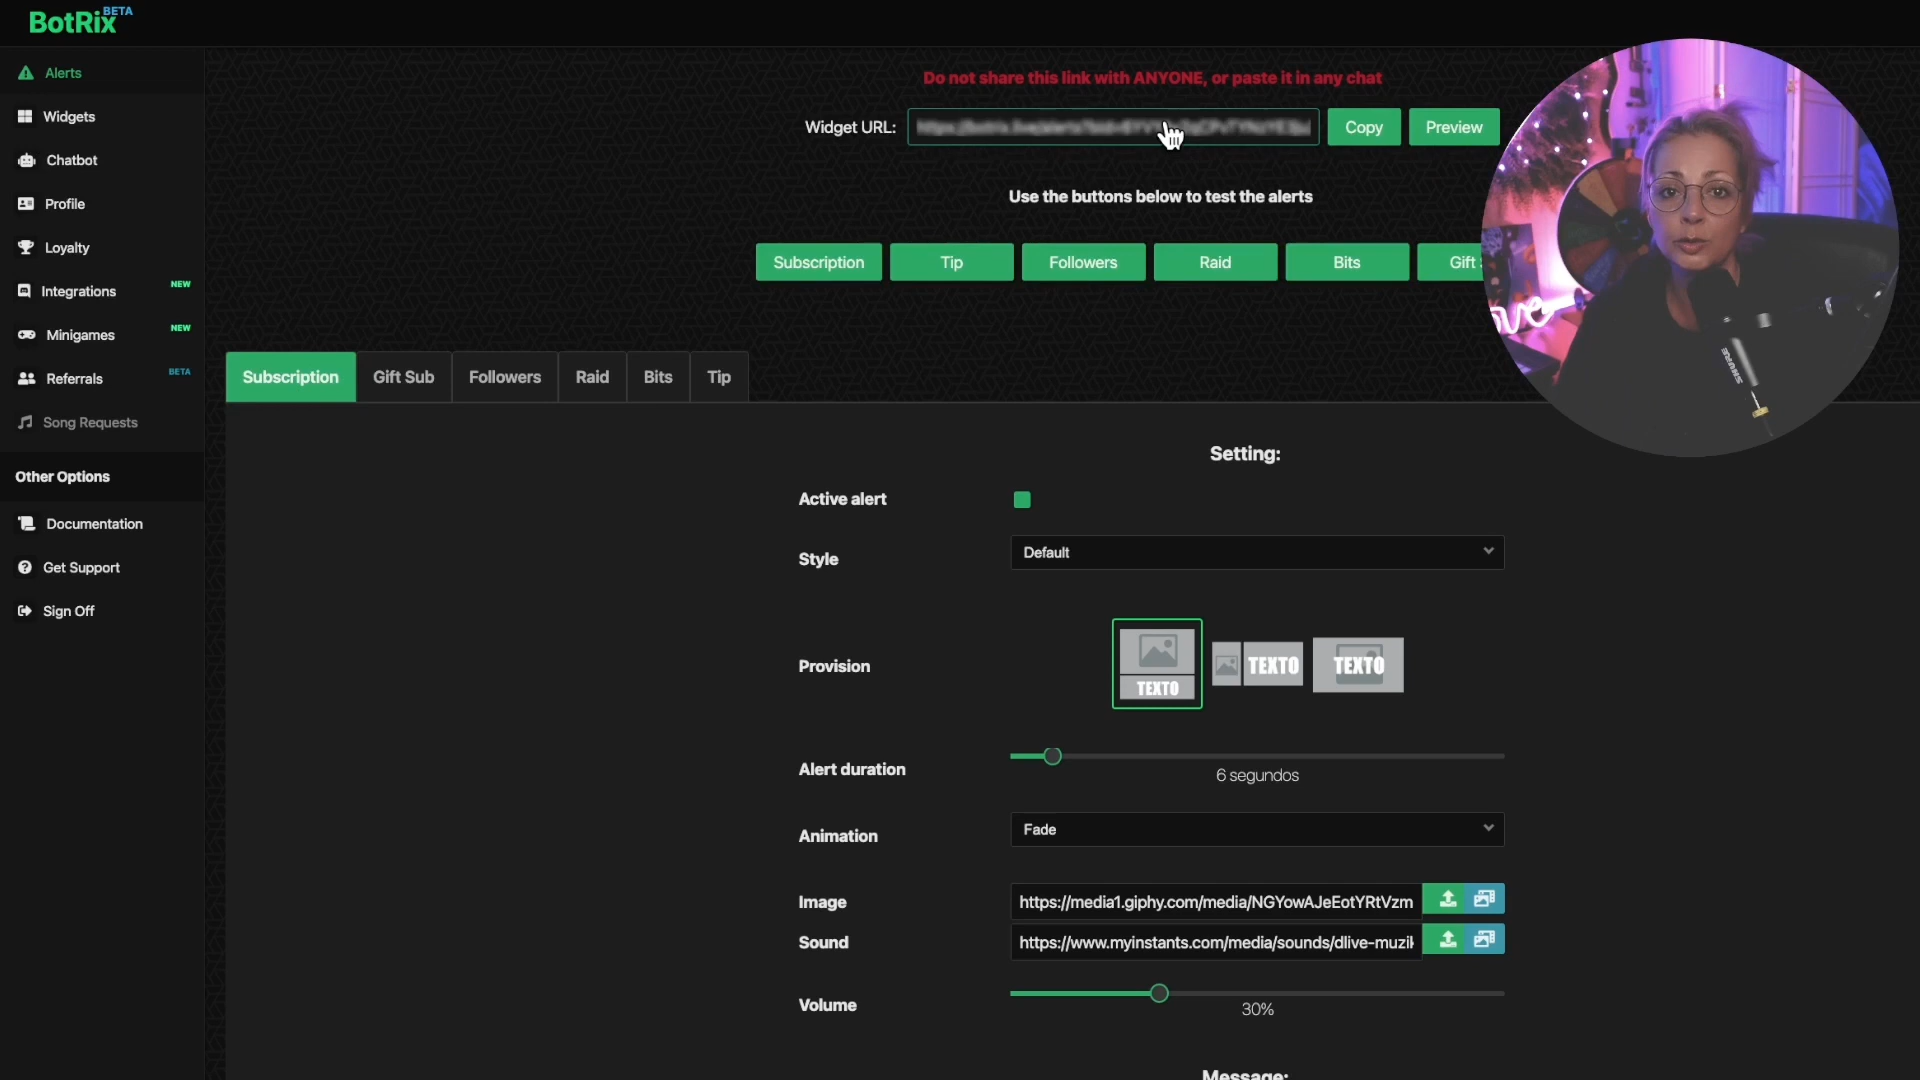 BotRix BETA
Alerts
Widgets
Chatbot
Profile
Loyalty
Integrations NEW
Minigames NEW
Referrals BETA
Song Requests
Other Options
Documentation
Get Support
Sign Off
Do not share this link with ANYONE, or paste it in any chat
Widget URL:
Copy
Preview
Use the buttons below to test the alerts
Subscription
Tip
Followers
Raid
Bits
Gift
Subscription
Gift Sub
Followers
Raid
Bits
Tip
Setting:
Active alert
Style
Default
Provision
TEXTO
TEXTO
TEXTO
Alert duration
6 segundos
Animation
Fade
Image
https://media1.giphy.com/media/NGYowAJeEotYRtVzm
Sound
https://www.myinstants.com/media/sounds/dlive-muzik
Volume
30%
Message:
SHURE